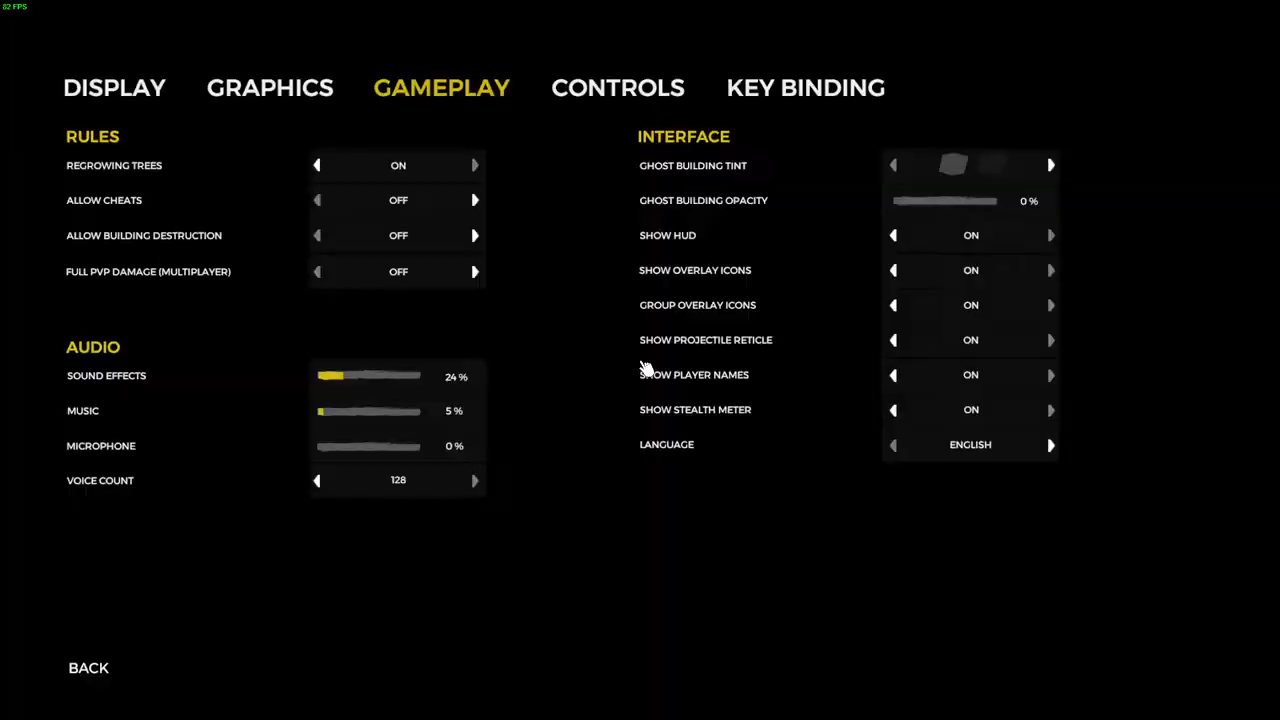 82 FPS
DISPLAY GRAPHICS GAMEPLAY CONTROLS KEY BINDING
RULES
REGROWING TREES ON
ALLOW CHEATS OFF
ALLOW BUILDING DESTRUCTION OFF
FULL PVP DAMAGE (MULTIPLAYER) OFF
AUDIO
SOUND EFFECTS 24 %
MUSIC 5 %
MICROPHONE 0 %
VOICE COUNT 128
INTERFACE
GHOST BUILDING TINT
GHOST BUILDING OPACITY 0 %
SHOW HUD ON
SHOW OVERLAY ICONS ON
GROUP OVERLAY ICONS ON
SHOW PROJECTILE RETICLE ON
SHOW PLAYER NAMES ON
SHOW STEALTH METER ON
LANGUAGE ENGLISH
BACK